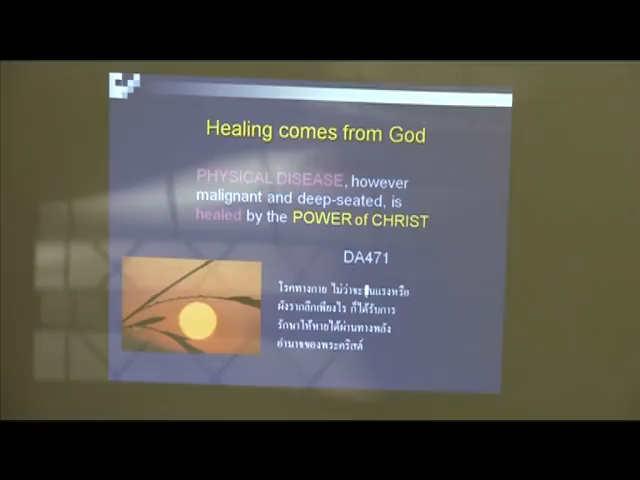 Healing comes from God
PHYSICAL DISEASE, however
malignant and deep-seated, is
healed by the POWER of CHRIST
DA471
โรคทางกาย ไม่ว่าจะรุนแรงหรือ
ฝังรากลึกเพียงไร ก็ได้รับการ
รักษาให้หายได้ผ่านทางพลัง
อำนาจของพระคริสต์